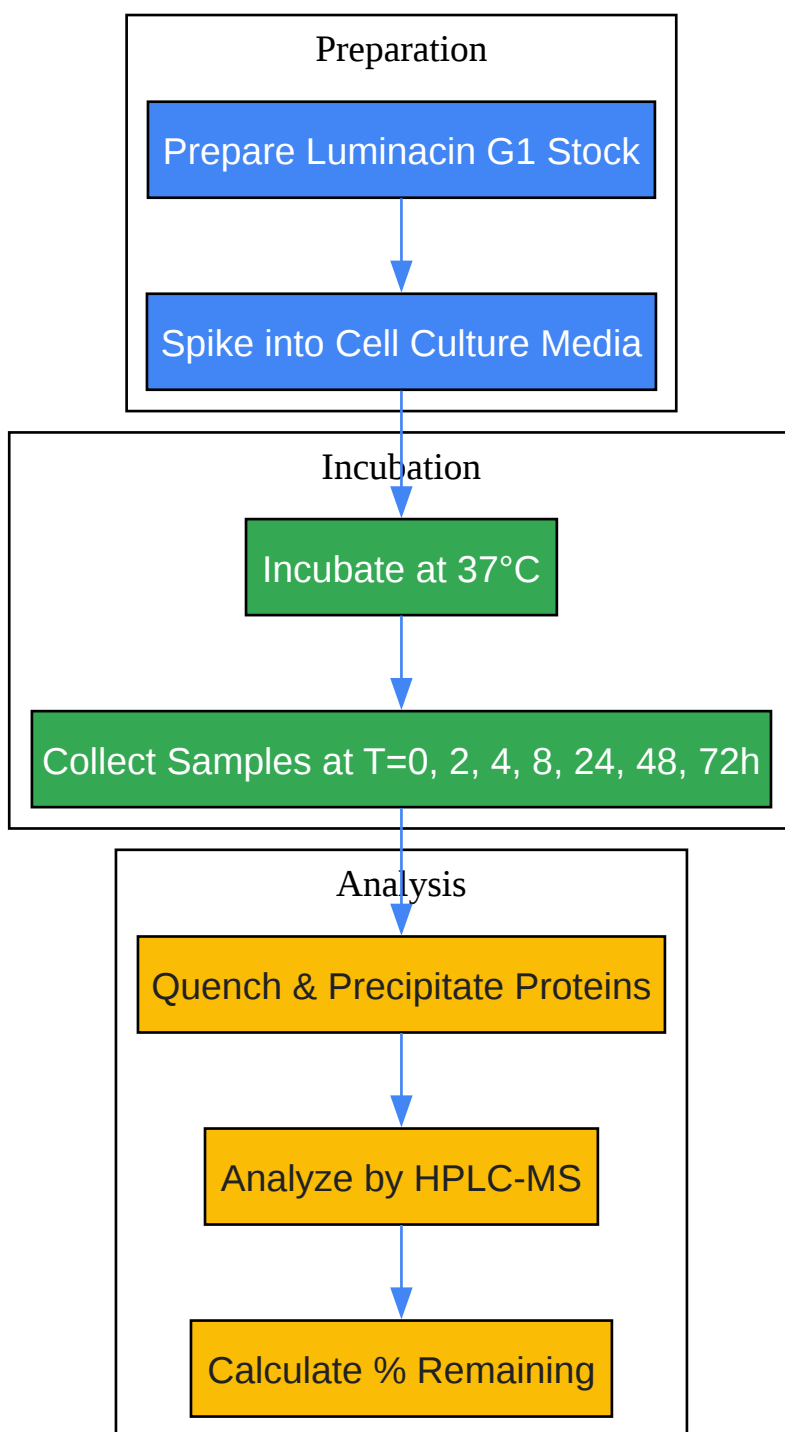 Preparation
Prepare Luminacin G1 Stock
Spike into Cell Culture Media
Incubation
Incubate at 37°C
Collect Samples at T=0, 2, 4, 8, 24, 48, 72h
Analysis
Quench & Precipitate Proteins
Analyze by HPLC-MS
Calculate % Remaining